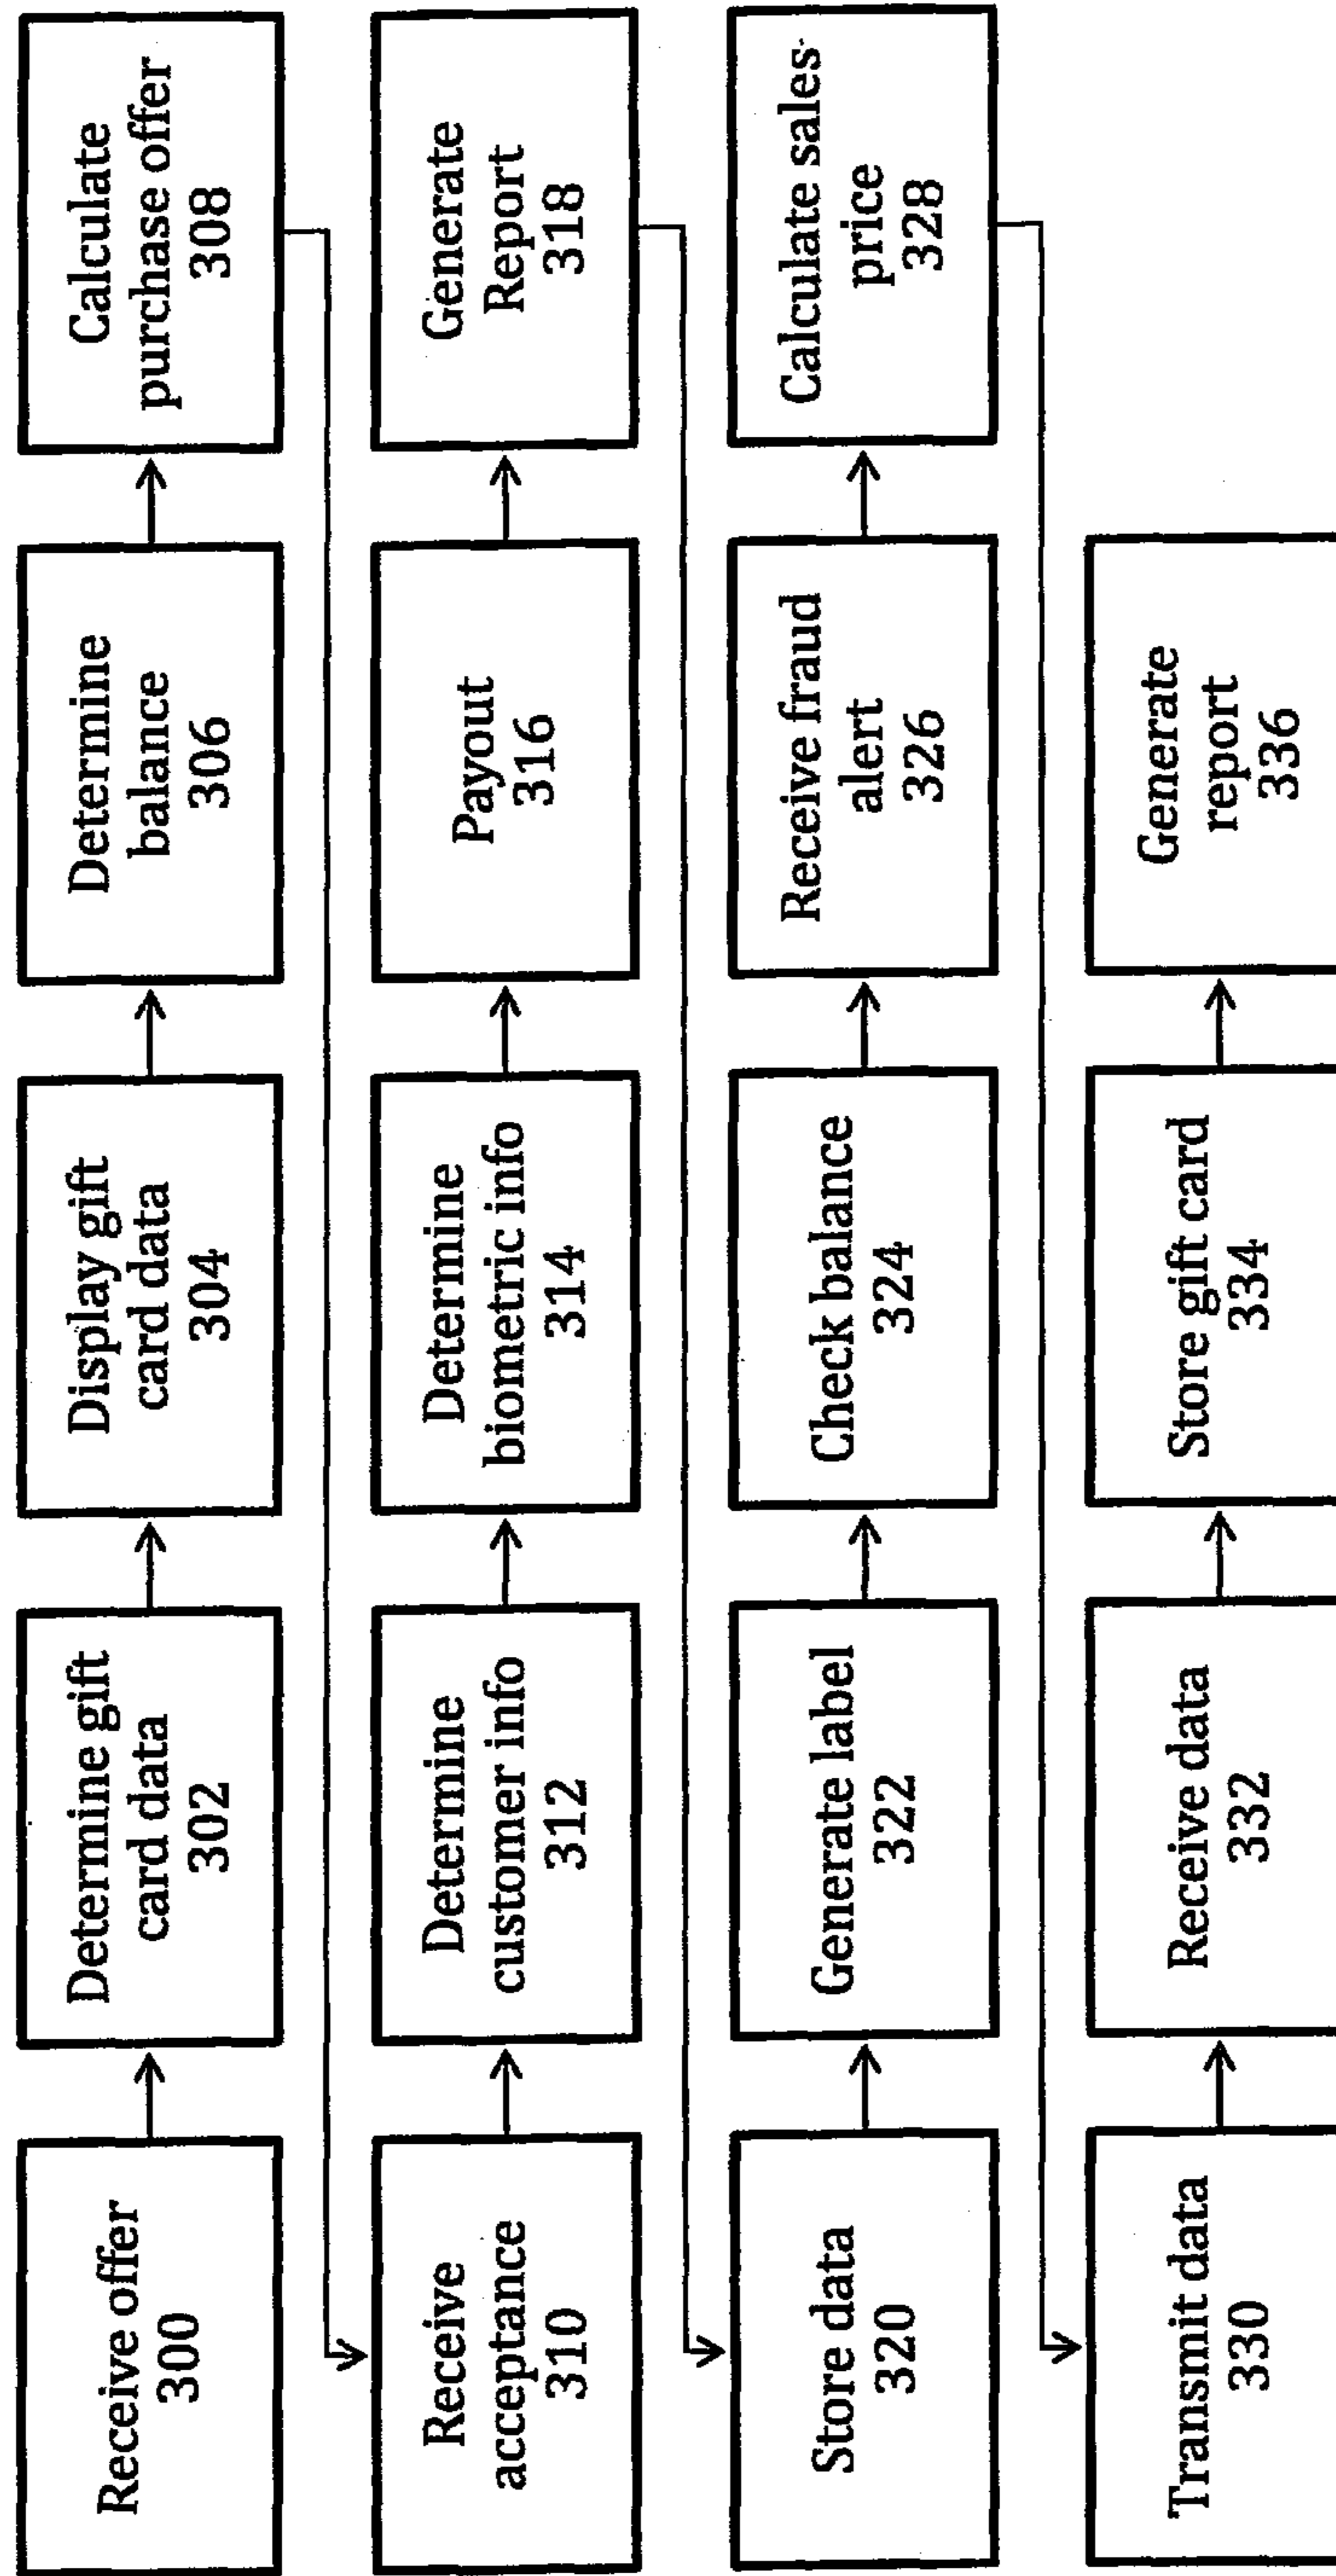 Receive offer
300
Determine gift
card data
302
Display gift
card data
304
Determine
balance
306
Calculate
purchase offer
308
Receive
acceptance
310
Determine
customer info
312
Determine
biometric info
314
Payout
316
Generate
Report
318
Store data
320
Generate label
322
Check balance
324
Receive fraud
alert
326
Calculate sales
price
328
Transmit data
330
Receive data
332
Store gift card
334
Generate
report
336